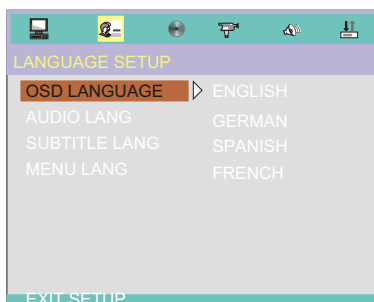 LANGUAGE SETUP
OSD LANGUAGE ENGLISH
AUDIO LANG GERMAN
SUBTITLE LANG SPANISH
MENU LANG FRENCH
EXIT SETUP